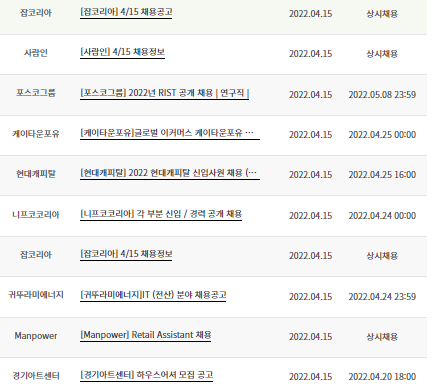 잡코리아 [잡코리아] 4/15 채용공고 2022.04.15 상시채용
사람인 [사람인] 4/15 채용정보 2022.04.15 상시채용
포스코그룹 [포스코그룹] 2022년 RIST 공개 채용 | 연구직 | 2022.04.15 2022.05.08 23:59
케이타운포유 [케이타운포유]글로벌 이커머스 케이타운포유 … 2022.04.15 2022.04.25 00:00
현대캐피탈 [현대캐피탈] 2022 현대캐피탈 신입사원 채용 (… 2022.04.15 2022.04.25 16:00
니프코코리아 [니프코코리아] 각 부분 신입 / 경력 공개 채용 2022.04.15 2022.04.24 00:00
잡코리아 [잡코리아] 4/15 채용정보 2022.04.15 상시채용
귀뚜라미에너지 [귀뚜라미에너지]IT (전산) 분야 채용공고 2022.04.15 2022.04.24 23:59
Manpower [Manpower] Retail Assistant 채용 2022.04.15 상시채용
경기아트센터 [경기아트센터] 하우스어셔 모집 공고 2022.04.15 2022.04.20 18:00